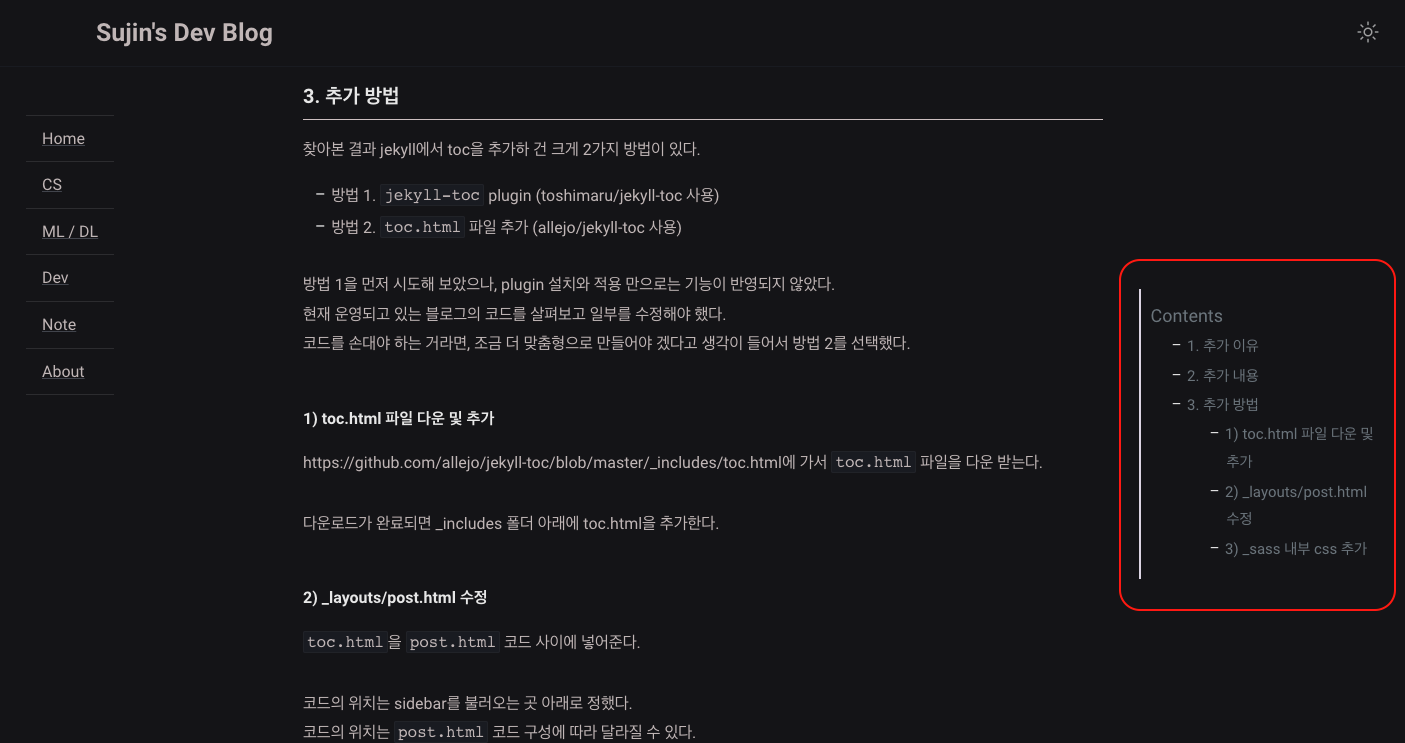 Sujin's Dev Blog
Home
CS
ML / DL
Dev
Note
About
3. 추가 방법
찾아본 결과 jekyll에서 toc을 추가하 건 크게 2가지 방법이 있다.
– 방법 1. jekyll-toc plugin (toshimaru/jekyll-toc 사용)
– 방법 2. toc.html 파일 추가 (allejo/jekyll-toc 사용)
방법 1을 먼저 시도해 보았으나, plugin 설치와 적용 만으로는 기능이 반영되지 않았다.
현재 운영되고 있는 블로그의 코드를 살펴보고 일부를 수정해야 했다.
코드를 손대야 하는 거라면, 조금 더 맞춤형으로 만들어야 겠다고 생각이 들어서 방법 2를 선택했다.
1) toc.html 파일 다운 및 추가
https://github.com/allejo/jekyll-toc/blob/master/_includes/toc.html에 가서 toc.html 파일을 다운 받는다.
다운로드가 완료되면 _includes 폴더 아래에 toc.html을 추가한다.
2) _layouts/post.html 수정
toc.html을 post.html 코드 사이에 넣어준다.
코드의 위치는 sidebar를 불러오는 곳 아래로 정했다.
코드의 위치는 post.html 코드 구성에 따라 달라질 수 있다.
Contents
– 1. 추가 이유
– 2. 추가 내용
– 3. 추가 방법
– 1) toc.html 파일 다운 및
추가
– 2) _layouts/post.html
수정
– 3) _sass 내부 css 추가